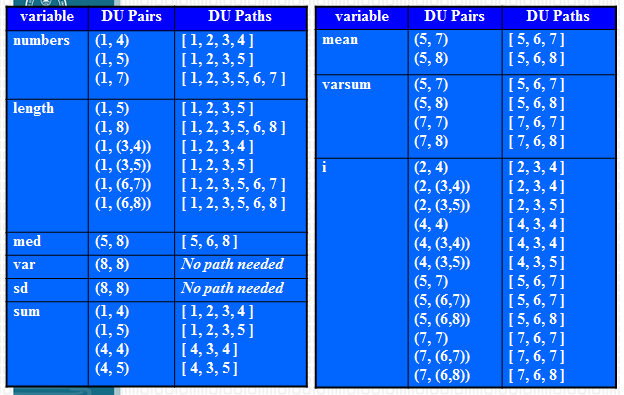 variable DU Pairs DU Paths
numbers (1, 4) [ 1, 2, 3, 4 ]
(1, 5) [ 1, 2, 3, 5 ]
(1, 7) [ 1, 2, 3, 5, 6, 7 ]
length (1, 5) [ 1, 2, 3, 5 ]
(1, 8) [ 1, 2, 3, 5, 6, 8 ]
(1, (3,4)) [ 1, 2, 3, 4 ]
(1, (3,5)) [ 1, 2, 3, 5 ]
(1, (6,7)) [ 1, 2, 3, 5, 6, 7 ]
(1, (6,8)) [ 1, 2, 3, 5, 6, 8 ]
med (5, 8) [ 5, 6, 8 ]
var (8, 8) No path needed
sd (8, 8) No path needed
sum (1, 4) [ 1, 2, 3, 4 ]
(1, 5) [ 1, 2, 3, 5 ]
(4, 4) [ 4, 3, 4 ]
(4, 5) [ 4, 3, 5 ]
variable DU Pairs DU Paths
mean (5, 7) [ 5, 6, 7 ]
(5, 8) [ 5, 6, 8 ]
varsum (5, 7) [ 5, 6, 7 ]
(5, 8) [ 5, 6, 8 ]
(7, 7) [ 7, 6, 7 ]
(7, 8) [ 7, 6, 8 ]
i (2, 4) [ 2, 3, 4 ]
(2, (3,4)) [ 2, 3, 4 ]
(2, (3,5)) [ 2, 3, 5 ]
(4, 4) [ 4, 3, 4 ]
(4, (3,4)) [ 4, 3, 4 ]
(4, (3,5)) [ 4, 3, 5 ]
(5, 7) [ 5, 6, 7 ]
(5, (6,7)) [ 5, 6, 7 ]
(5, (6,8)) [ 5, 6, 8 ]
(7, 7) [ 7, 6, 7 ]
(7, (6,7)) [ 7, 6, 7 ]
(7, (6,8)) [ 7, 6, 8 ]